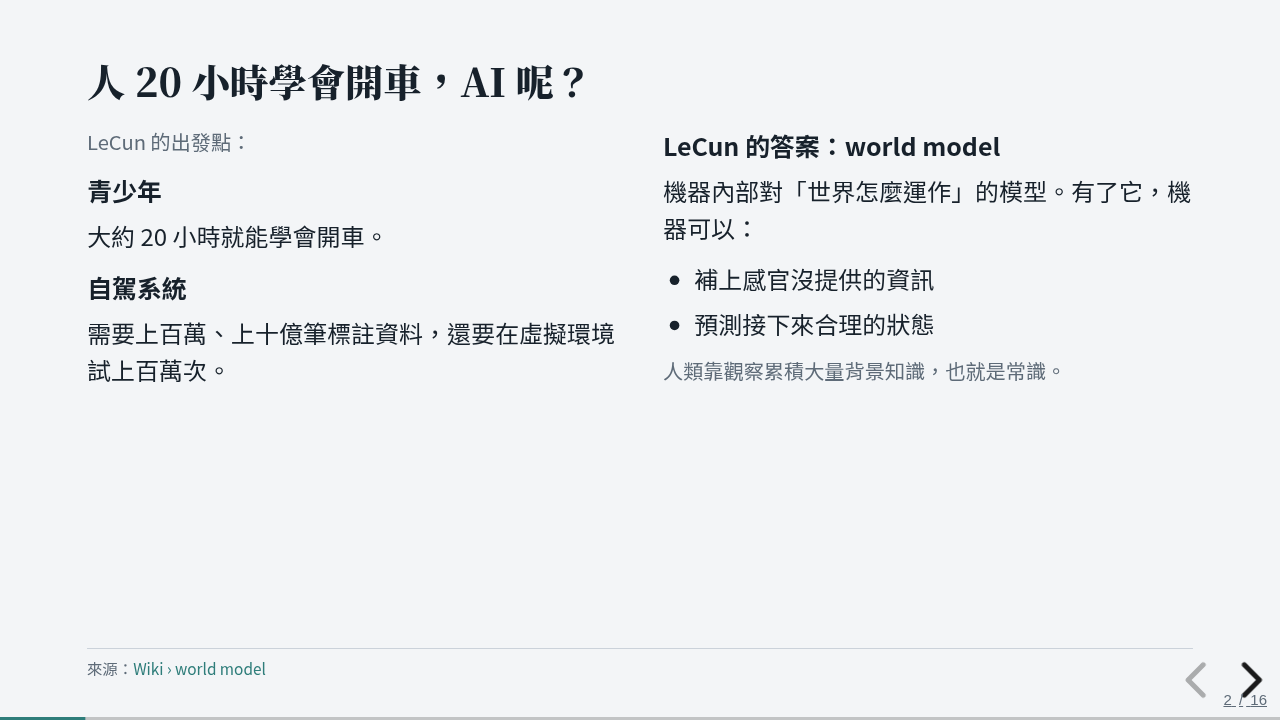 人 20 小時學會開車，AI 呢？
LeCun 的出發點：
青少年
大約 20 小時就能學會開車。
自駕系統
需要上百萬、上十億筆標註資料，還要在虛擬環境
試上百萬次。
LeCun 的答案：world model
機器內部對「世界怎麼運作」的模型。有了它，機
器可以：
• 補上感官沒提供的資訊
• 預測接下來合理的狀態
人類靠觀察累積大量背景知識，也就是常識。
來源：Wiki › world model
2 / 16